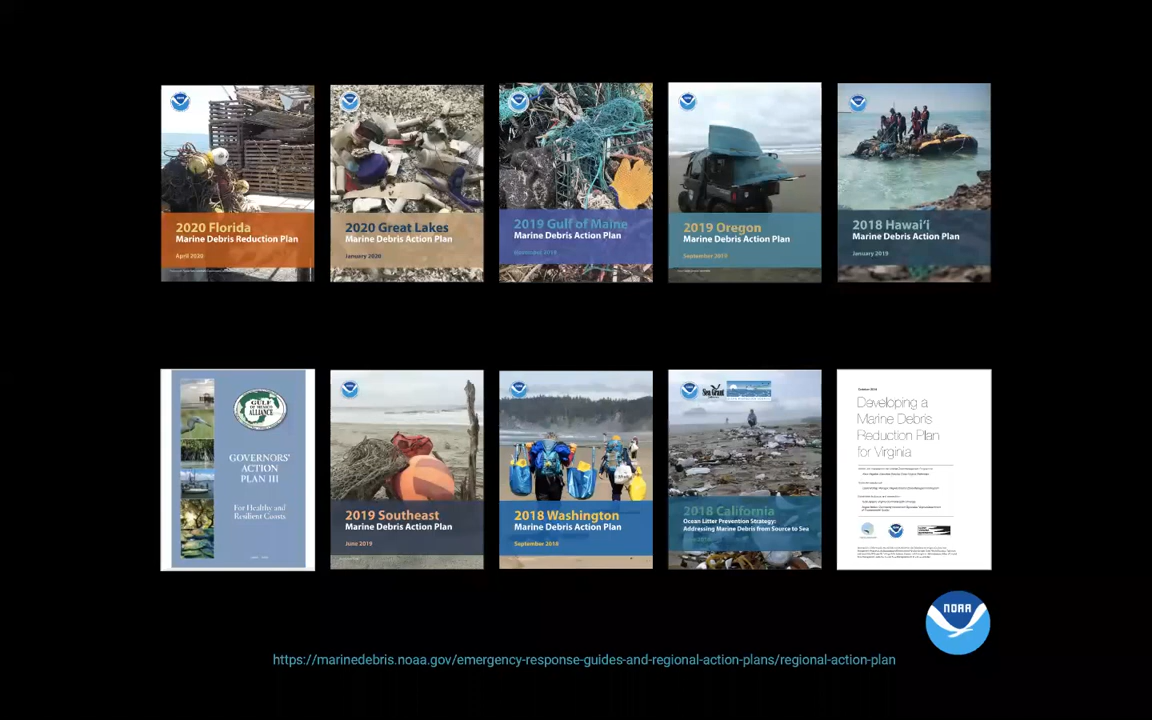 2020 Florida
Marine Debris Reduction Plan
April 2020
2020 Great Lakes
Marine Debris Action Plan
January 2020
2019 Gulf of Maine
Marine Debris Action Plan
2019 Oregon
Marine Debris Action Plan
September 2019
2018 Hawai‘i
Marine Debris Action Plan
January 2019
GULF
OF MEXICO
ALLIANCE
GOVERNORS’
ACTION
PLAN III
For Healthy and
Resilient Coasts
2019 Southeast
Marine Debris Action Plan
June 2019
2018 Washington
Marine Debris Action Plan
September 2018
Sea Grant
2018 California
Ocean Litter Prevention Strategy:
Addressing Marine Debris from Source to Sea
Developing a
Marine Debris
Reduction Plan
for Virginia
NOAA
https://marinedebris.noaa.gov/emergency-response-guides-and-regional-action-plans/regional-action-plan